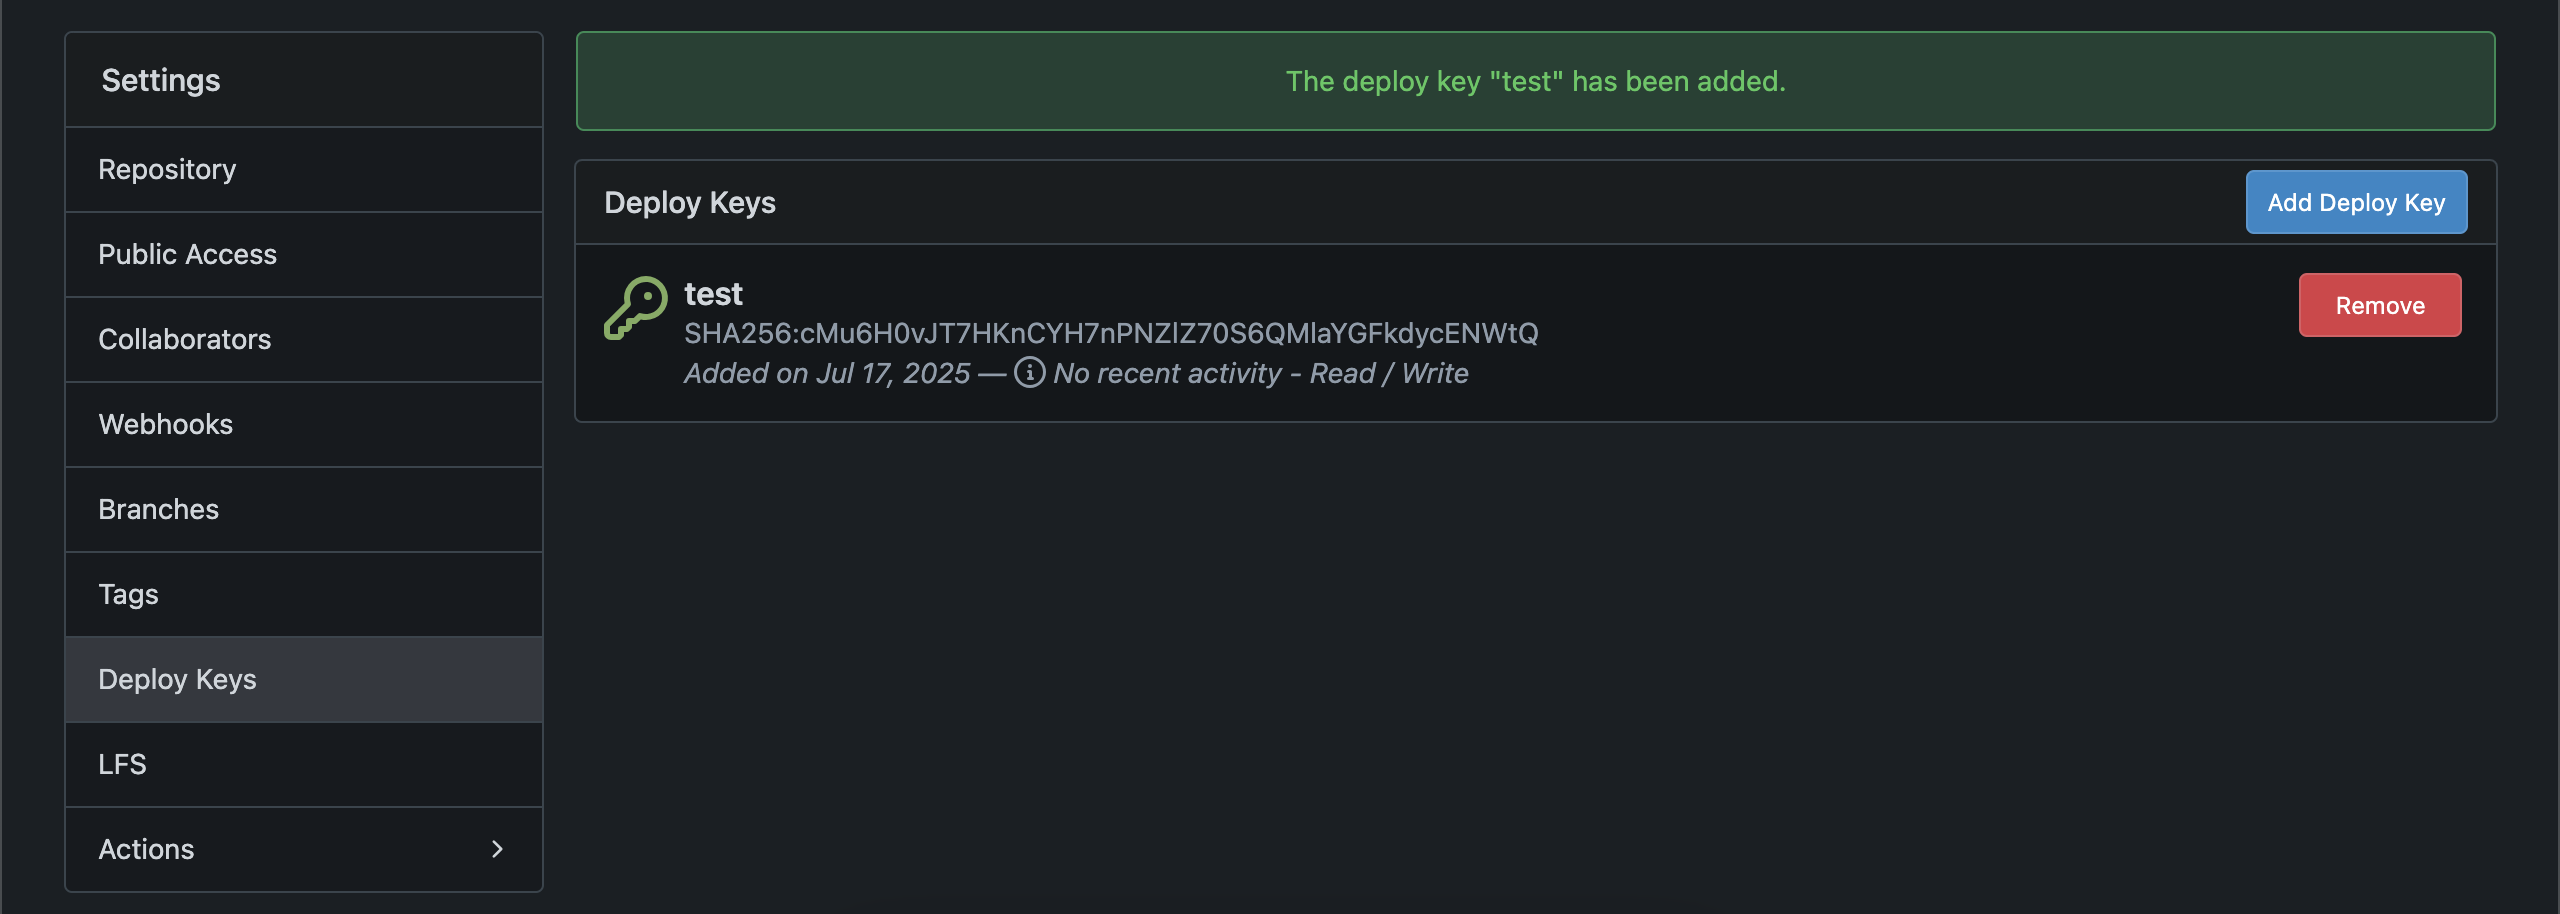 Settings
Repository
Public Access
Collaborators
Webhooks
Branches
Tags
Deploy Keys
LFS
Actions
The deploy key "test" has been added.
Deploy Keys
Add Deploy Key
test
Remove
SHA256:cMu6H0vJT7HKnCYH7nPNZlZ70S6QMlaYGFkdycENWtQ
Added on Jul 17, 2025 — No recent activity - Read / Write